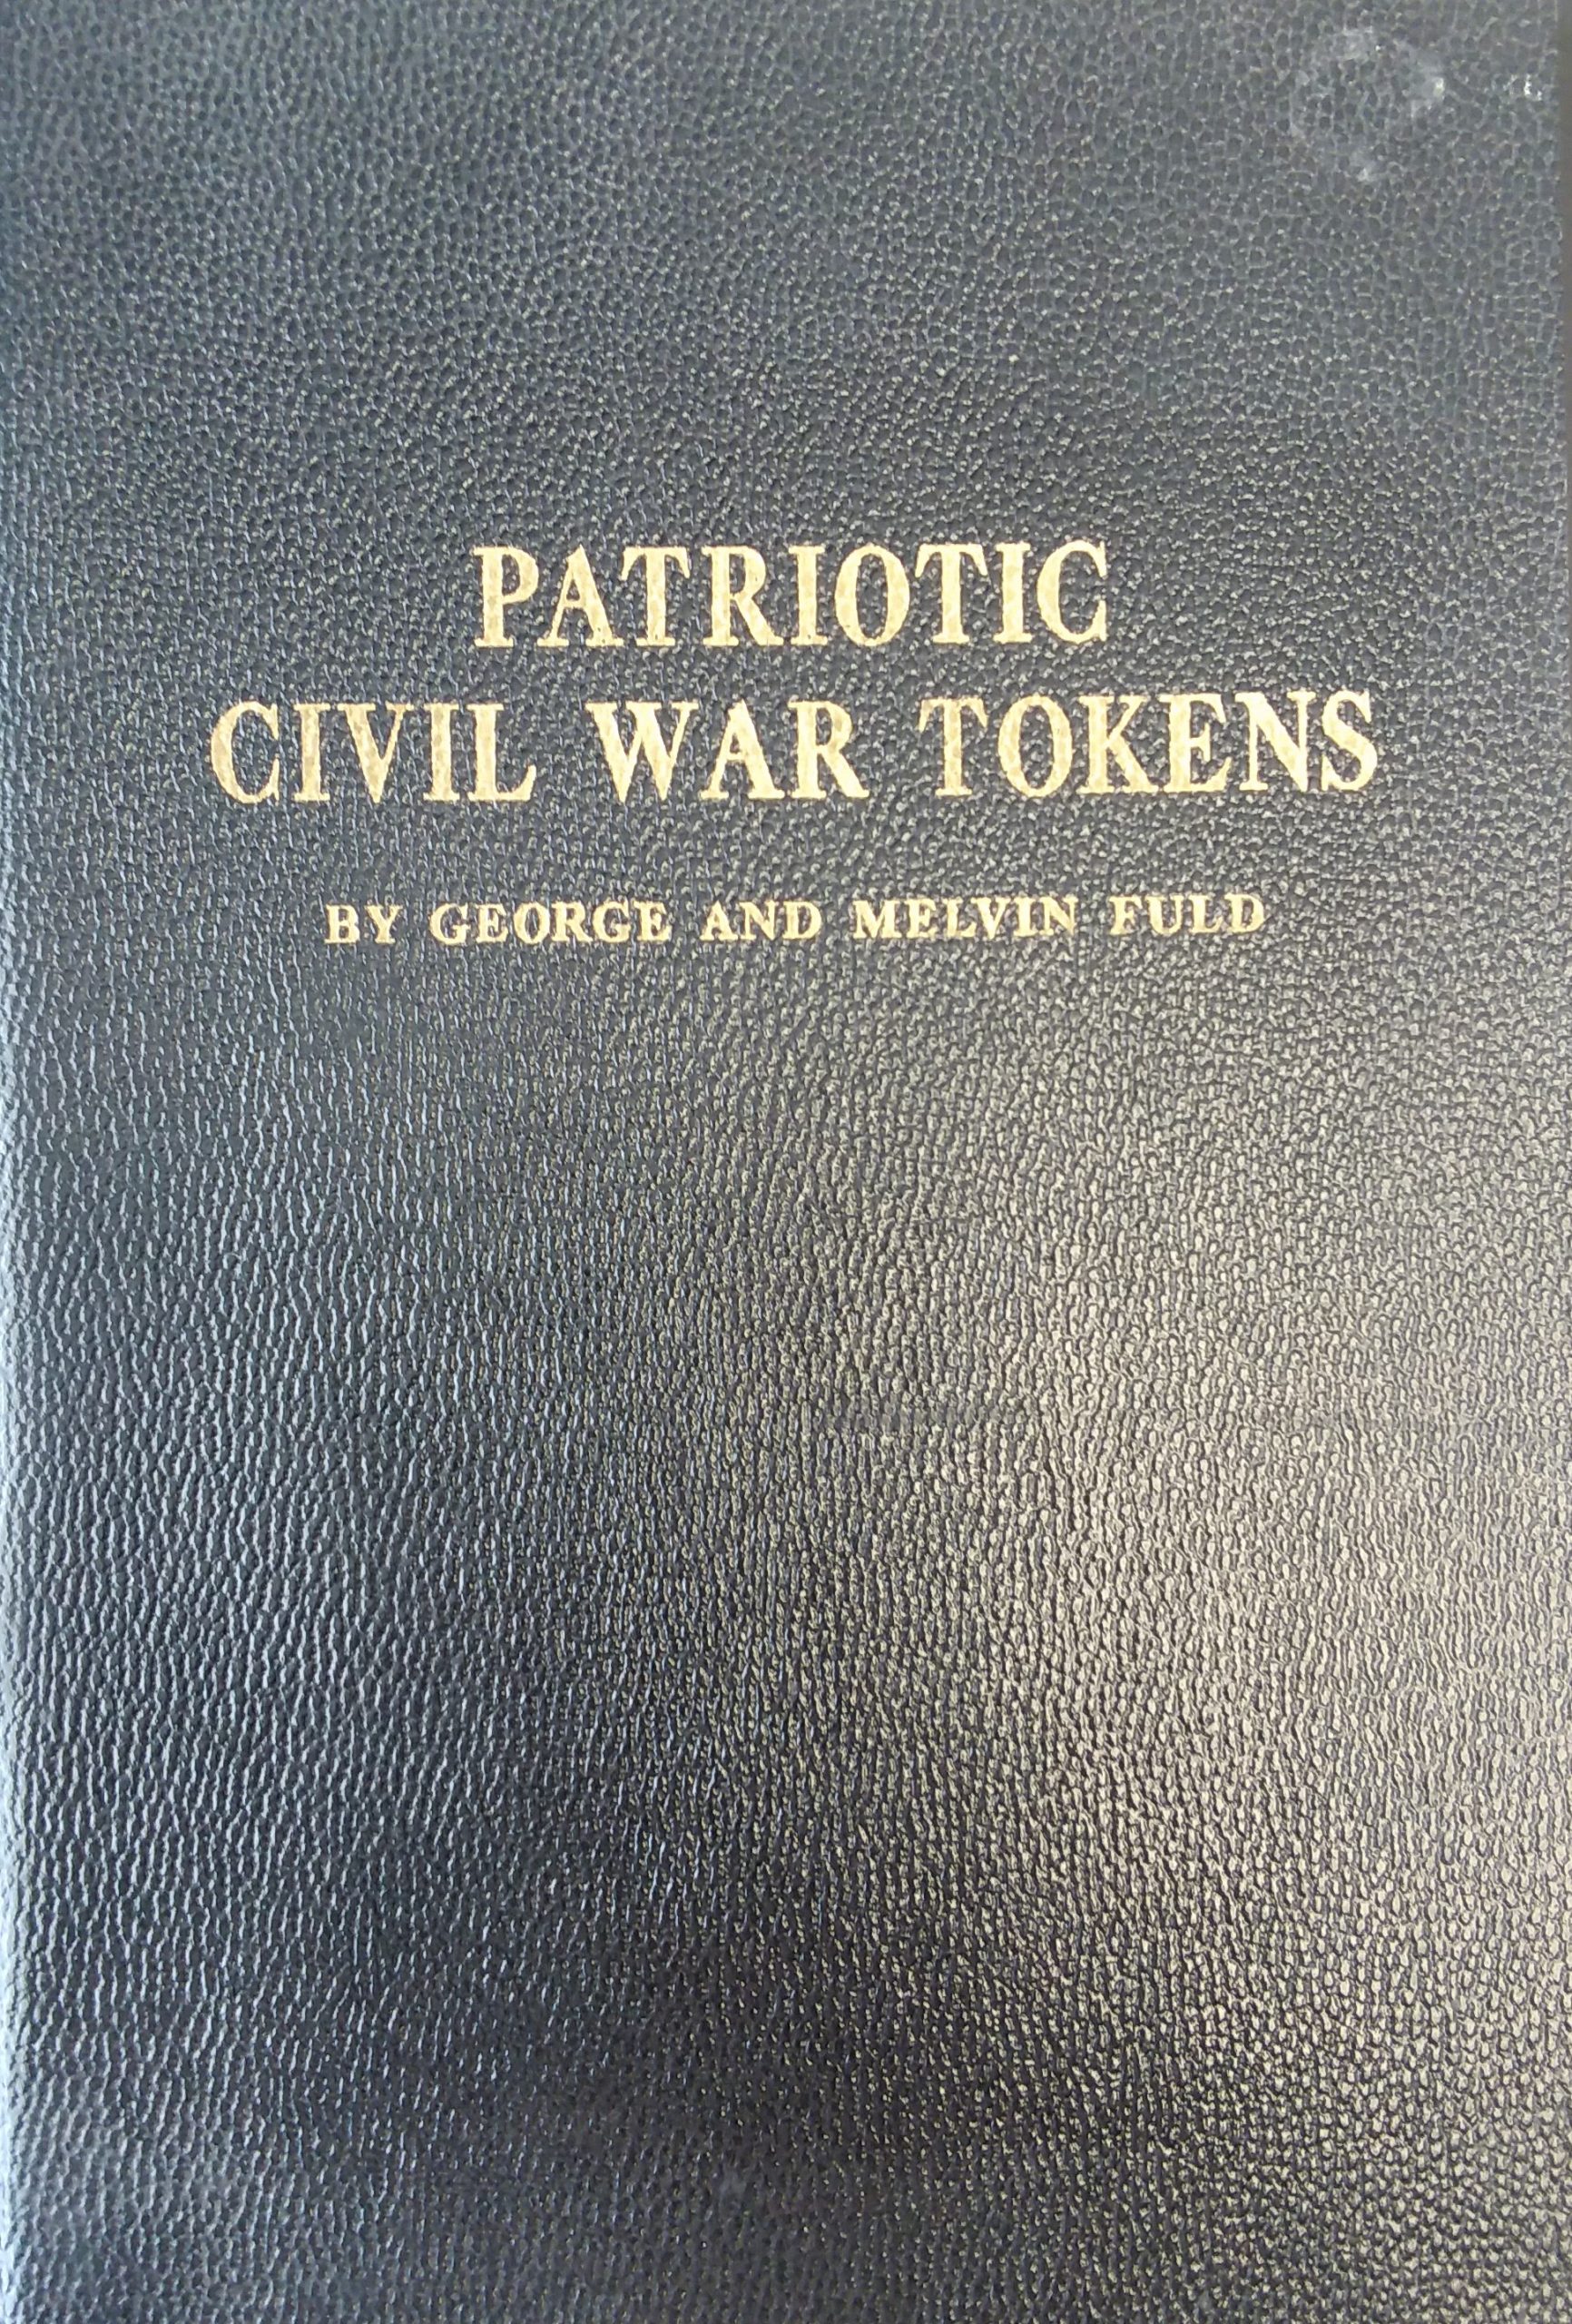 PATRIOTIC
CIVIL WAR TOKENS
BY GEORGE AND MELVIN FULD